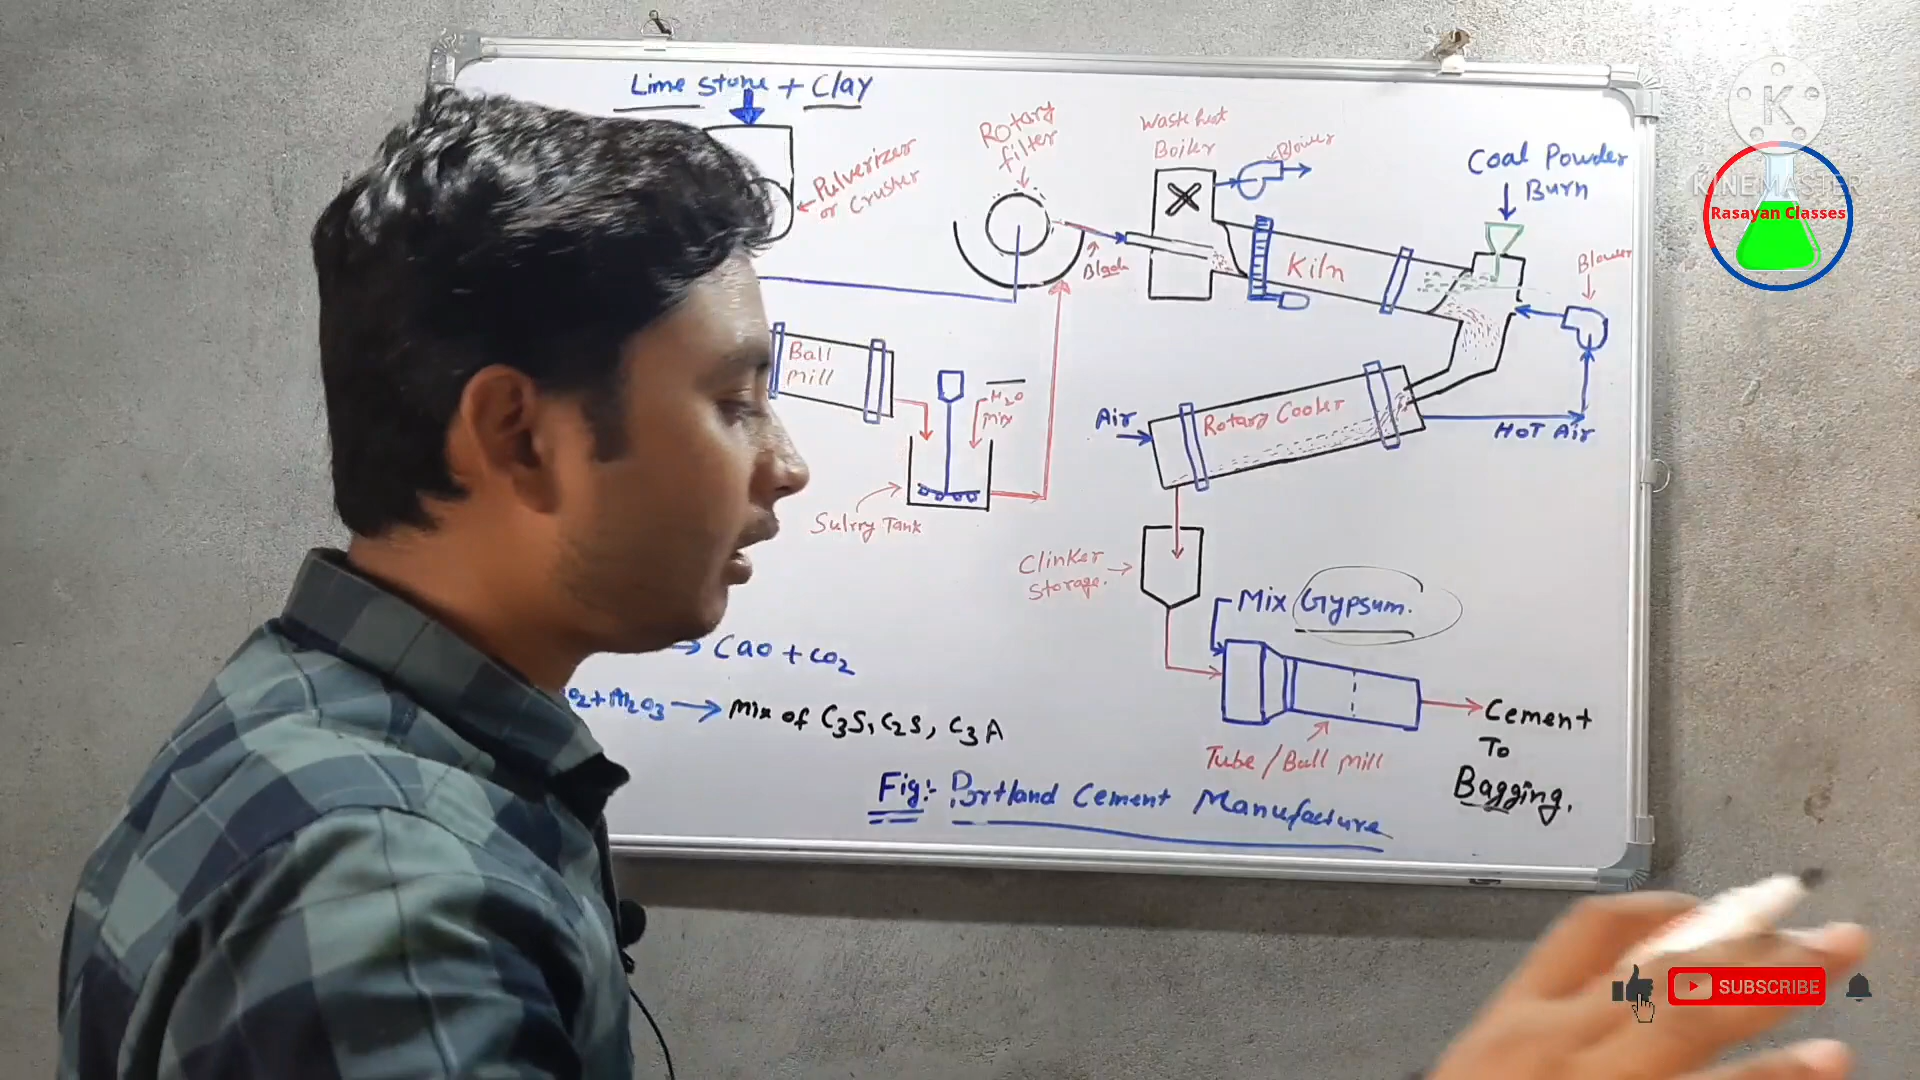 Lime stone + Clay
Pulverizer
or Crusher
Rotary
filter
Waste heat
Boiler
Blower
Coal Powder
Burn
KINEMASTER
Rasayan Classes
Kiln
Blade
Blower
Ball
Mill
H2O
Mix
Air
Rotary Cooler
HOT Air
Sulrry Tank
Clinker
Storage.
Mix Gypsum.
→ CaO + CO2
O2 + Al2O3 → Mix of C3S, C2S, C3A
Tube / Ball Mill
Cement
To
Bagging.
Fig:- Portland Cement Manufacture
SUBSCRIBE